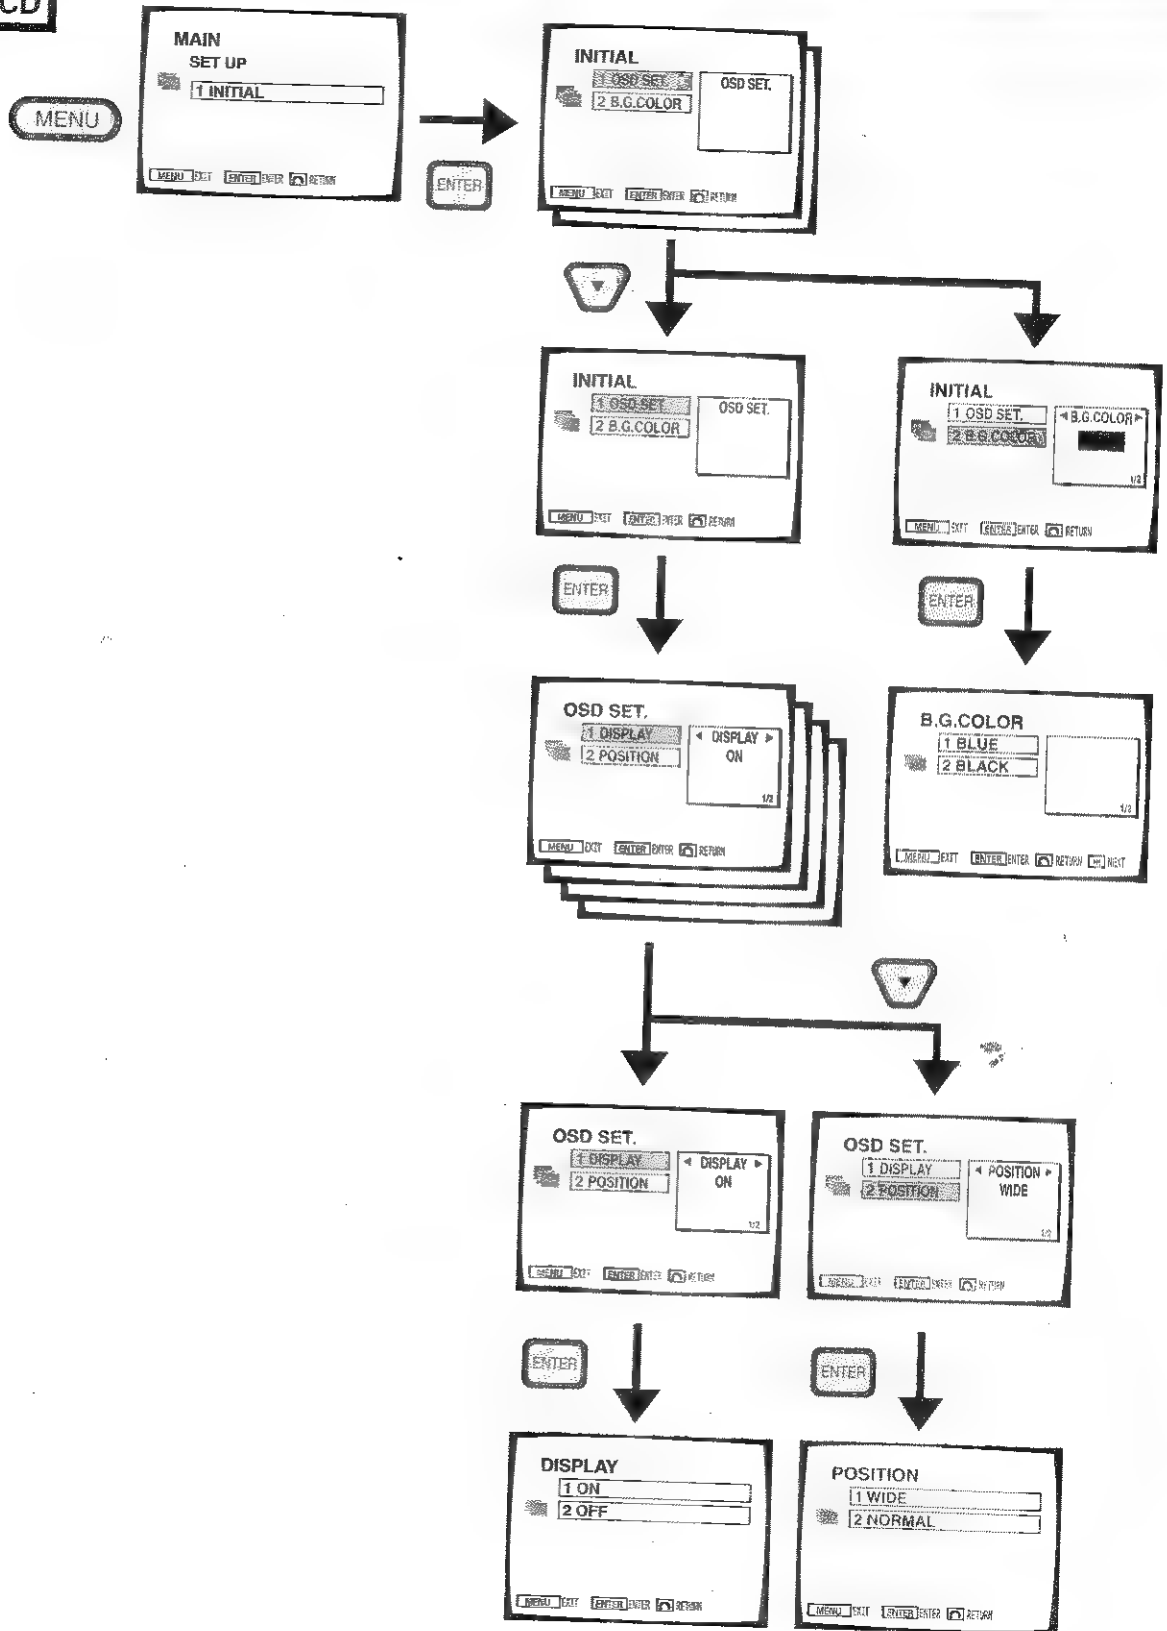 CD
MENU
MAIN
SET UP
1 INITIAL
MENU EXIT ENTER ENTER RETURN
ENTER
INITIAL
1 OSD SET.
2 B.G.COLOR
OSD SET.
MENU EXIT ENTER ENTER RETURN
INITIAL
1 OSD SET.
2 B.G.COLOR
OSD SET.
MENU EXIT ENTER ENTER RETURN
INITIAL
1 OSD SET.
2 B.G.COLOR
◄B.G.COLOR►
1/2
MENU EXIT ENTER ENTER RETURN
ENTER
ENTER
OSD SET.
1 DISPLAY
2 POSITION
◄ DISPLAY ►
ON
1/2
MENU EXIT ENTER ENTER RETURN
B.G.COLOR
1 BLUE
2 BLACK
1/2
MENU EXIT ENTER ENTER RETURN NEXT
OSD SET.
1 DISPLAY
2 POSITION
◄ DISPLAY ►
ON
1/2
MENU EXIT ENTER ENTER RETURN
OSD SET.
1 DISPLAY
2 POSITION
◄ POSITION ►
WIDE
MENU EXIT ENTER ENTER RETURN
ENTER
ENTER
DISPLAY
1 ON
2 OFF
MENU EXIT ENTER ENTER RETURN
POSITION
1 WIDE
2 NORMAL
MENU EXIT ENTER ENTER RETURN